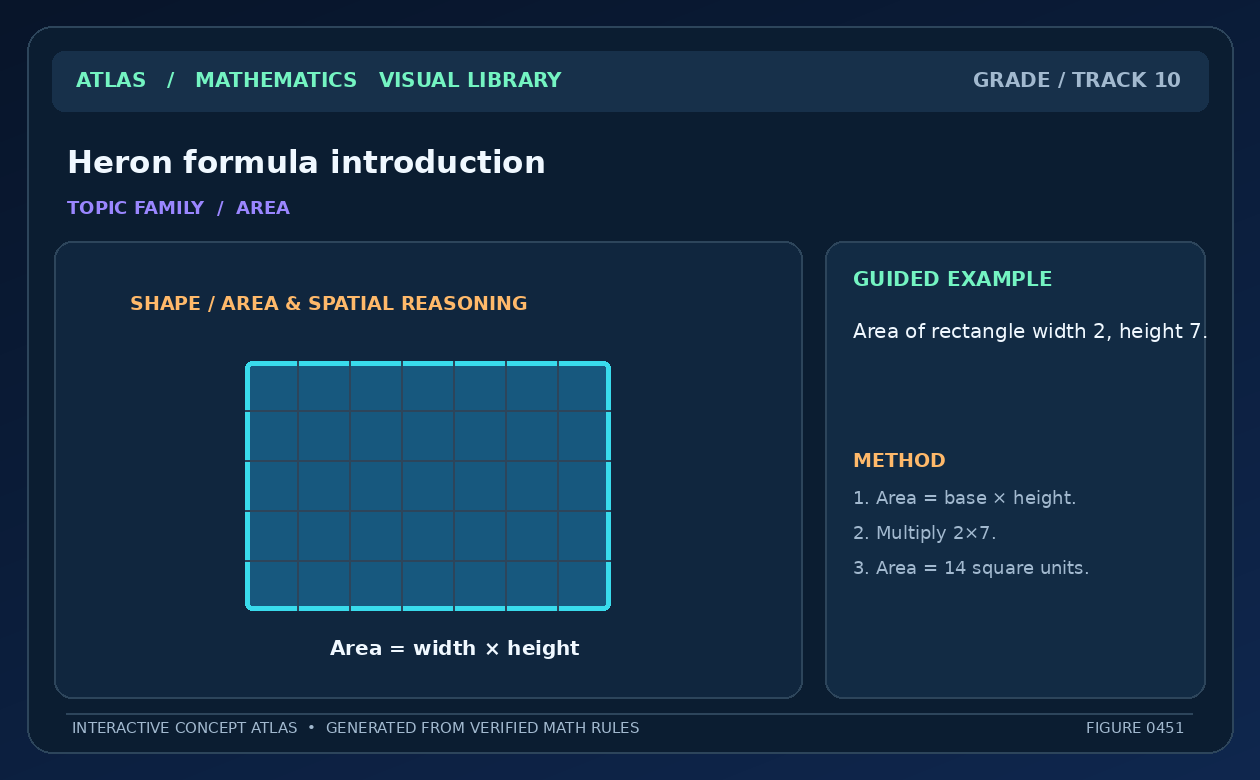 ATLAS / MATHEMATICS VISUAL LIBRARY
GRADE / TRACK 10
Heron formula introduction
TOPIC FAMILY / AREA
SHAPE / AREA & SPATIAL REASONING
Area = width × height
GUIDED EXAMPLE
Area of rectangle width 2, height 7.
METHOD
1. Area = base × height.
2. Multiply 2×7.
3. Area = 14 square units.
INTERACTIVE CONCEPT ATLAS • GENERATED FROM VERIFIED MATH RULES
FIGURE 0451